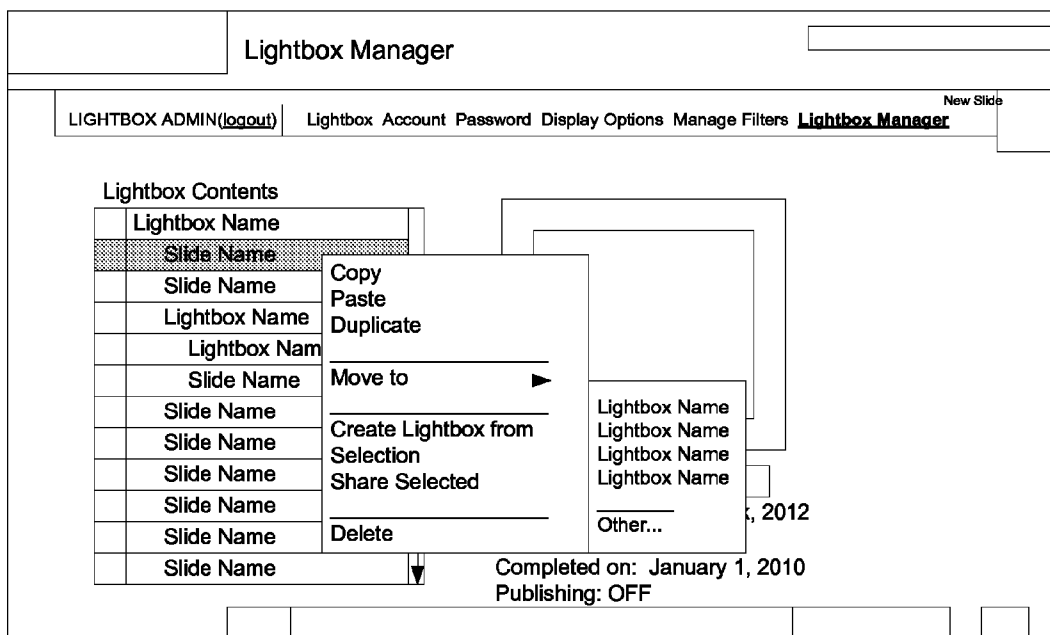 Lightbox Manager
New Slide
LIGHTBOX ADMIN(logout) Lightbox Account Password Display Options Manage Filters Lightbox Manager
Lightbox Contents
Lightbox Name
Slide Name
Slide Name
Lightbox Name
Lightbox Nam
Slide Name
Slide Name
Slide Name
Slide Name
Slide Name
Slide Name
Slide Name
Copy
Paste
Duplicate
Move to
Create Lightbox from
Selection
Share Selected
Delete
Lightbox Name
Lightbox Name
Lightbox Name
Lightbox Name
Other...
, 2012
Completed on: January 1, 2010
Publishing: OFF